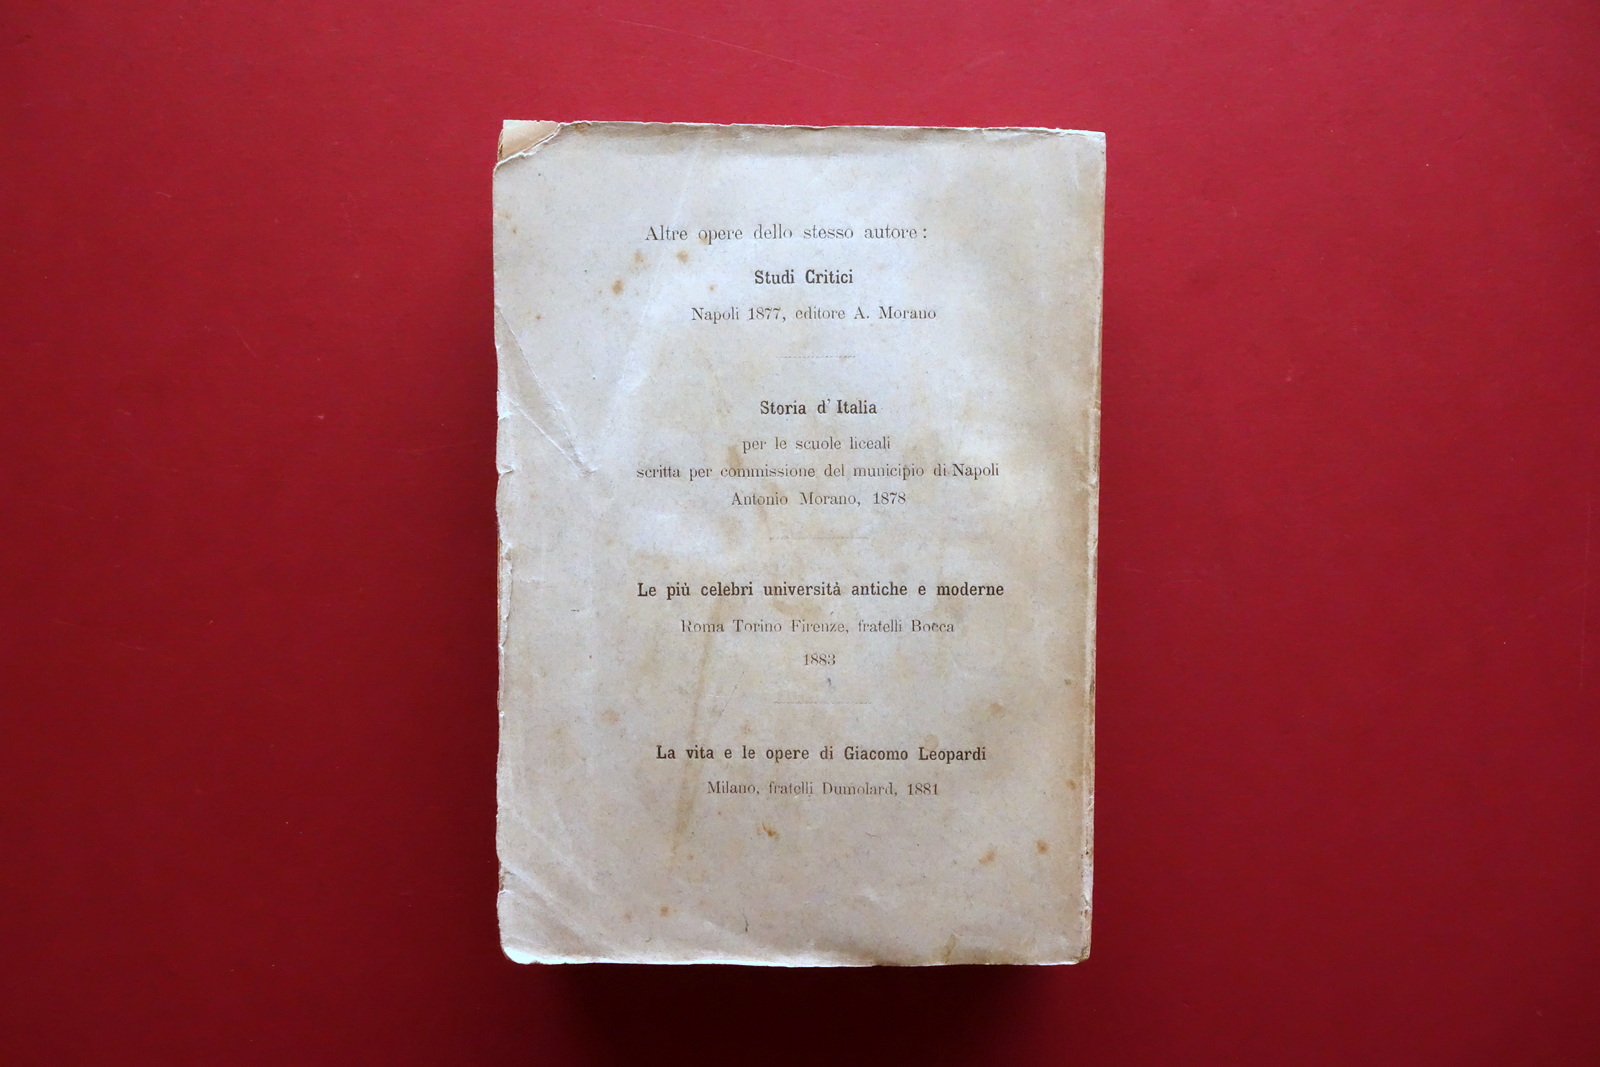 Altre opere dello stesso autore:
Studi Critici
Napoli 1877, editore A. Morano
Storia d'Italia
per le scuole liceali
scritta per commissione del municipio di Napoli
Antonio Morano, 1878
Le più celebri università antiche e moderne
Roma Torino Firenze, fratelli Bocca
1883
La vita e le opere di Giacomo Leopardi
Milano, fratelli Dumolard, 1881